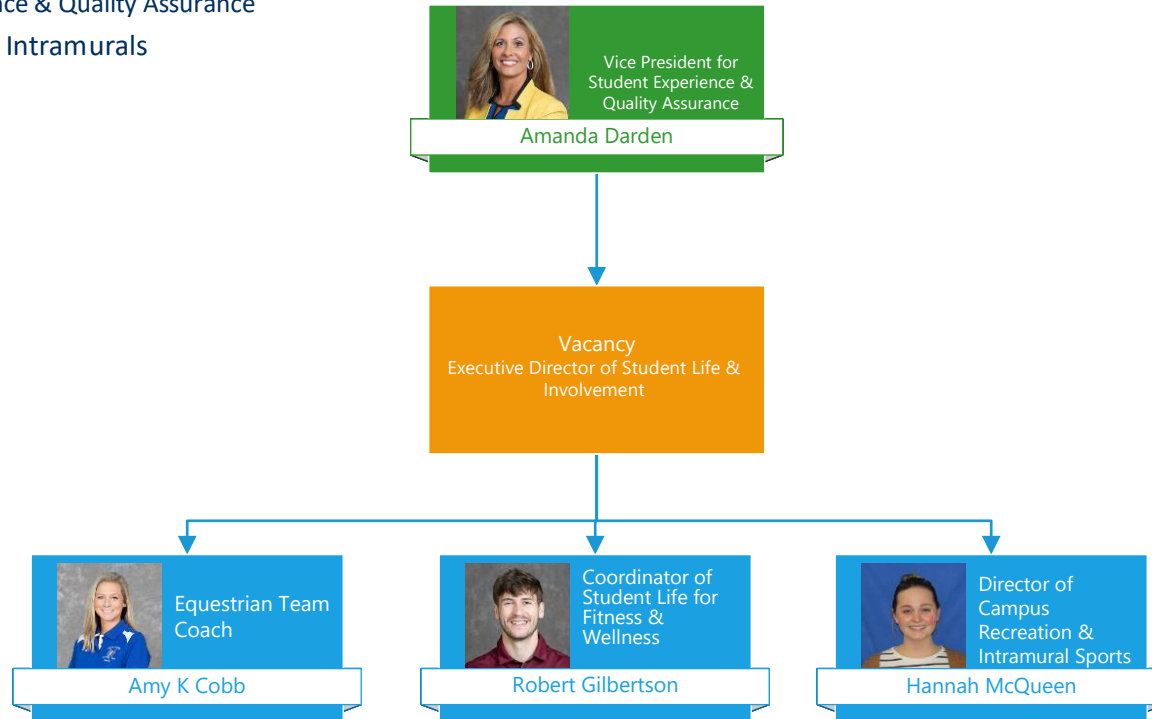 & Quality Assurance
Intramurals
Vice President for
Student Experience &
Quality Assurance
Amanda Darden
Vacancy
Executive Director of Student Life &
Involvement
Equestrian Team
Coach
Amy K Cobb
Coordinator of
Student Life for
Fitness &
Wellness
Robert Gilbertson
Director of
Campus
Recreation &
Intramural Sports
Hannah McQueen